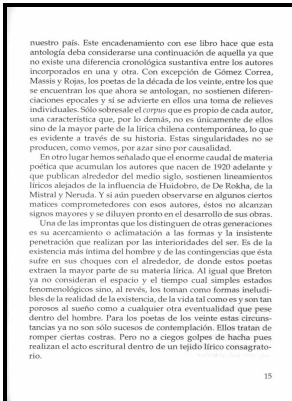 nuestro país. Este encadenamiento con ese libro hace que esta
antología deba considerarse una continuación de aquella ya que
no existe una diferencia cronológica sustantiva entre los autores
incorporados en una y otra. Con excepción de Gómez Correa,
Massis y Rojas, los poetas de la década de los veinte, entre los que
se encuentran los que ahora se antologan, no sostienen diferen-
ciaciones epocales y sí se advierte en ellos una toma de relieves
individuales. Sólo sobresale el corpus que es propio de cada autor,
una característica que, por lo demás, no es únicamente de ellos
sino de la mayor parte de la lírica chilena contemporánea, lo que
es evidente a través de su historia. Estas singularidades no se
producen, como vemos, por azar sino por causalidad.
En otro lugar hemos señalado que el enorme caudal de materia
poética que acumulan los autores que nacen de 1920 adelante y
que publican alrededor del medio siglo, sostienen lineamientos
líricos alejados de la influencia de Huidobro, de De Rokha, de la
Mistral y Neruda. Y si aún pueden observarse en algunos ciertos
matices comprometedores con esos autores, éstos no alcanzan
signos mayores y se diluyen pronto en el desarrollo de sus obras.
Una de las improntas que los distinguen de otras generaciones
es su acercamiento o aclimatación a las formas y la insistente
penetración que realizan por las interioridades del ser. Es de la
existencia más íntima del hombre y de las contingencias que ésta
sufre en sus choques con el alrededor, de donde estos poetas
extraen la mayor parte de su materia lírica. Al igual que Breton
ya no consideran el espacio y el tiempo cual simples estados
fenomenológicos sino, al revés, los toman como formas ineludi-
bles de la realidad de la existencia, de la vida tal como es y son tan
porosos al sueño como a cualquier otra eventualidad que pese
dentro del hombre. Para los poetas de los veinte estas circuns-
tancias ya no son sólo sucesos de contemplación. Ellos tratan de
romper ciertas costras. Pero no a ciegos golpes de hacha pues
realizan el acto escritural dentro de un tejido lírico consagrato-
rio.
15